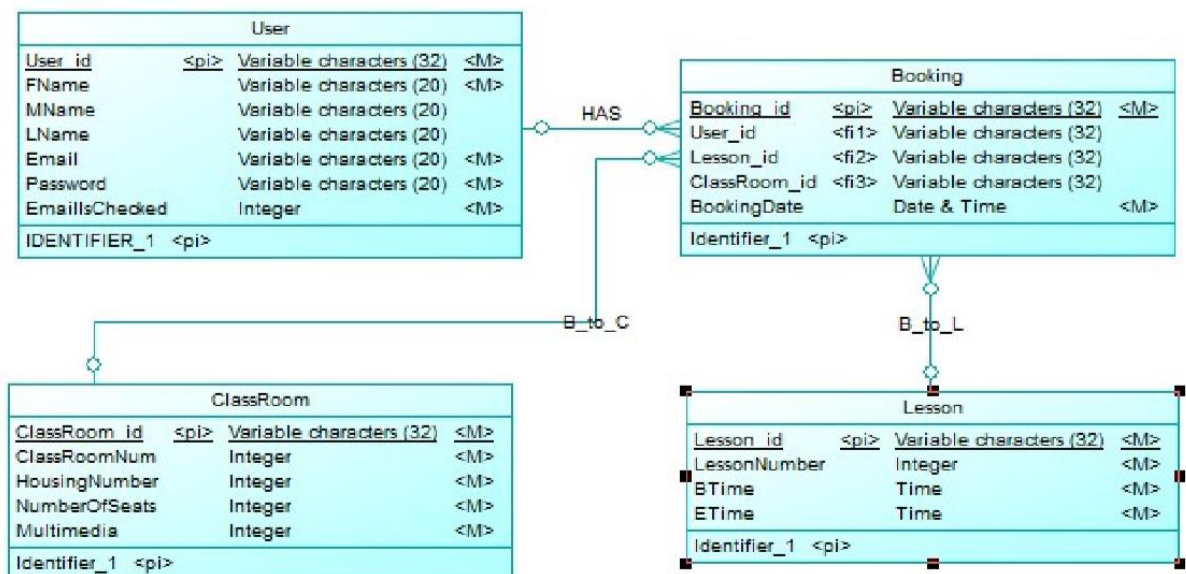 User
User_id <pi> Variable characters (32) <M>
FName Variable characters (20) <M>
MName Variable characters (20)
LName Variable characters (20)
Email Variable characters (20) <M>
Password Variable characters (20) <M>
EmailIsChecked Integer <M>
IDENTIFIER_1 <pi>
HAS
Booking
Booking_id <pi> Variable characters (32) <M>
User_id <fi1> Variable characters (32)
Lesson_id <fi2> Variable characters (32)
ClassRoom_id <fi3> Variable characters (32)
BookingDate Date & Time <M>
Identifier_1 <pi>
B_to_C
B_to_L
ClassRoom
ClassRoom_id <pi> Variable characters (32) <M>
ClassRoomNum Integer <M>
HousingNumber Integer <M>
NumberOfSeats Integer <M>
Multimedia Integer <M>
Identifier_1 <pi>
Lesson
Lesson_id <pi> Variable characters (32) <M>
LessonNumber Integer <M>
BTime Time <M>
ETime Time <M>
Identifier_1 <pi>